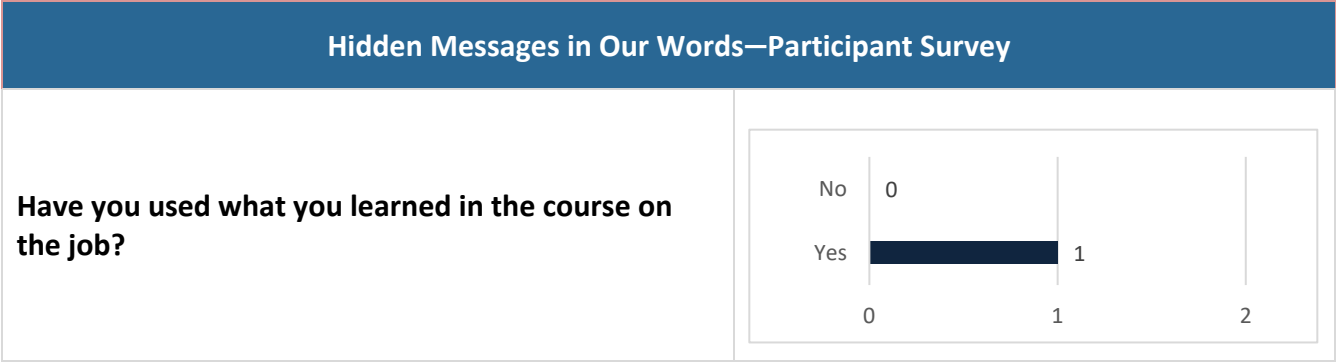 Hidden Messages in Our Words—Participant Survey
Have you used what you learned in the course on
the job?
No 0
Yes 1
0 1 2